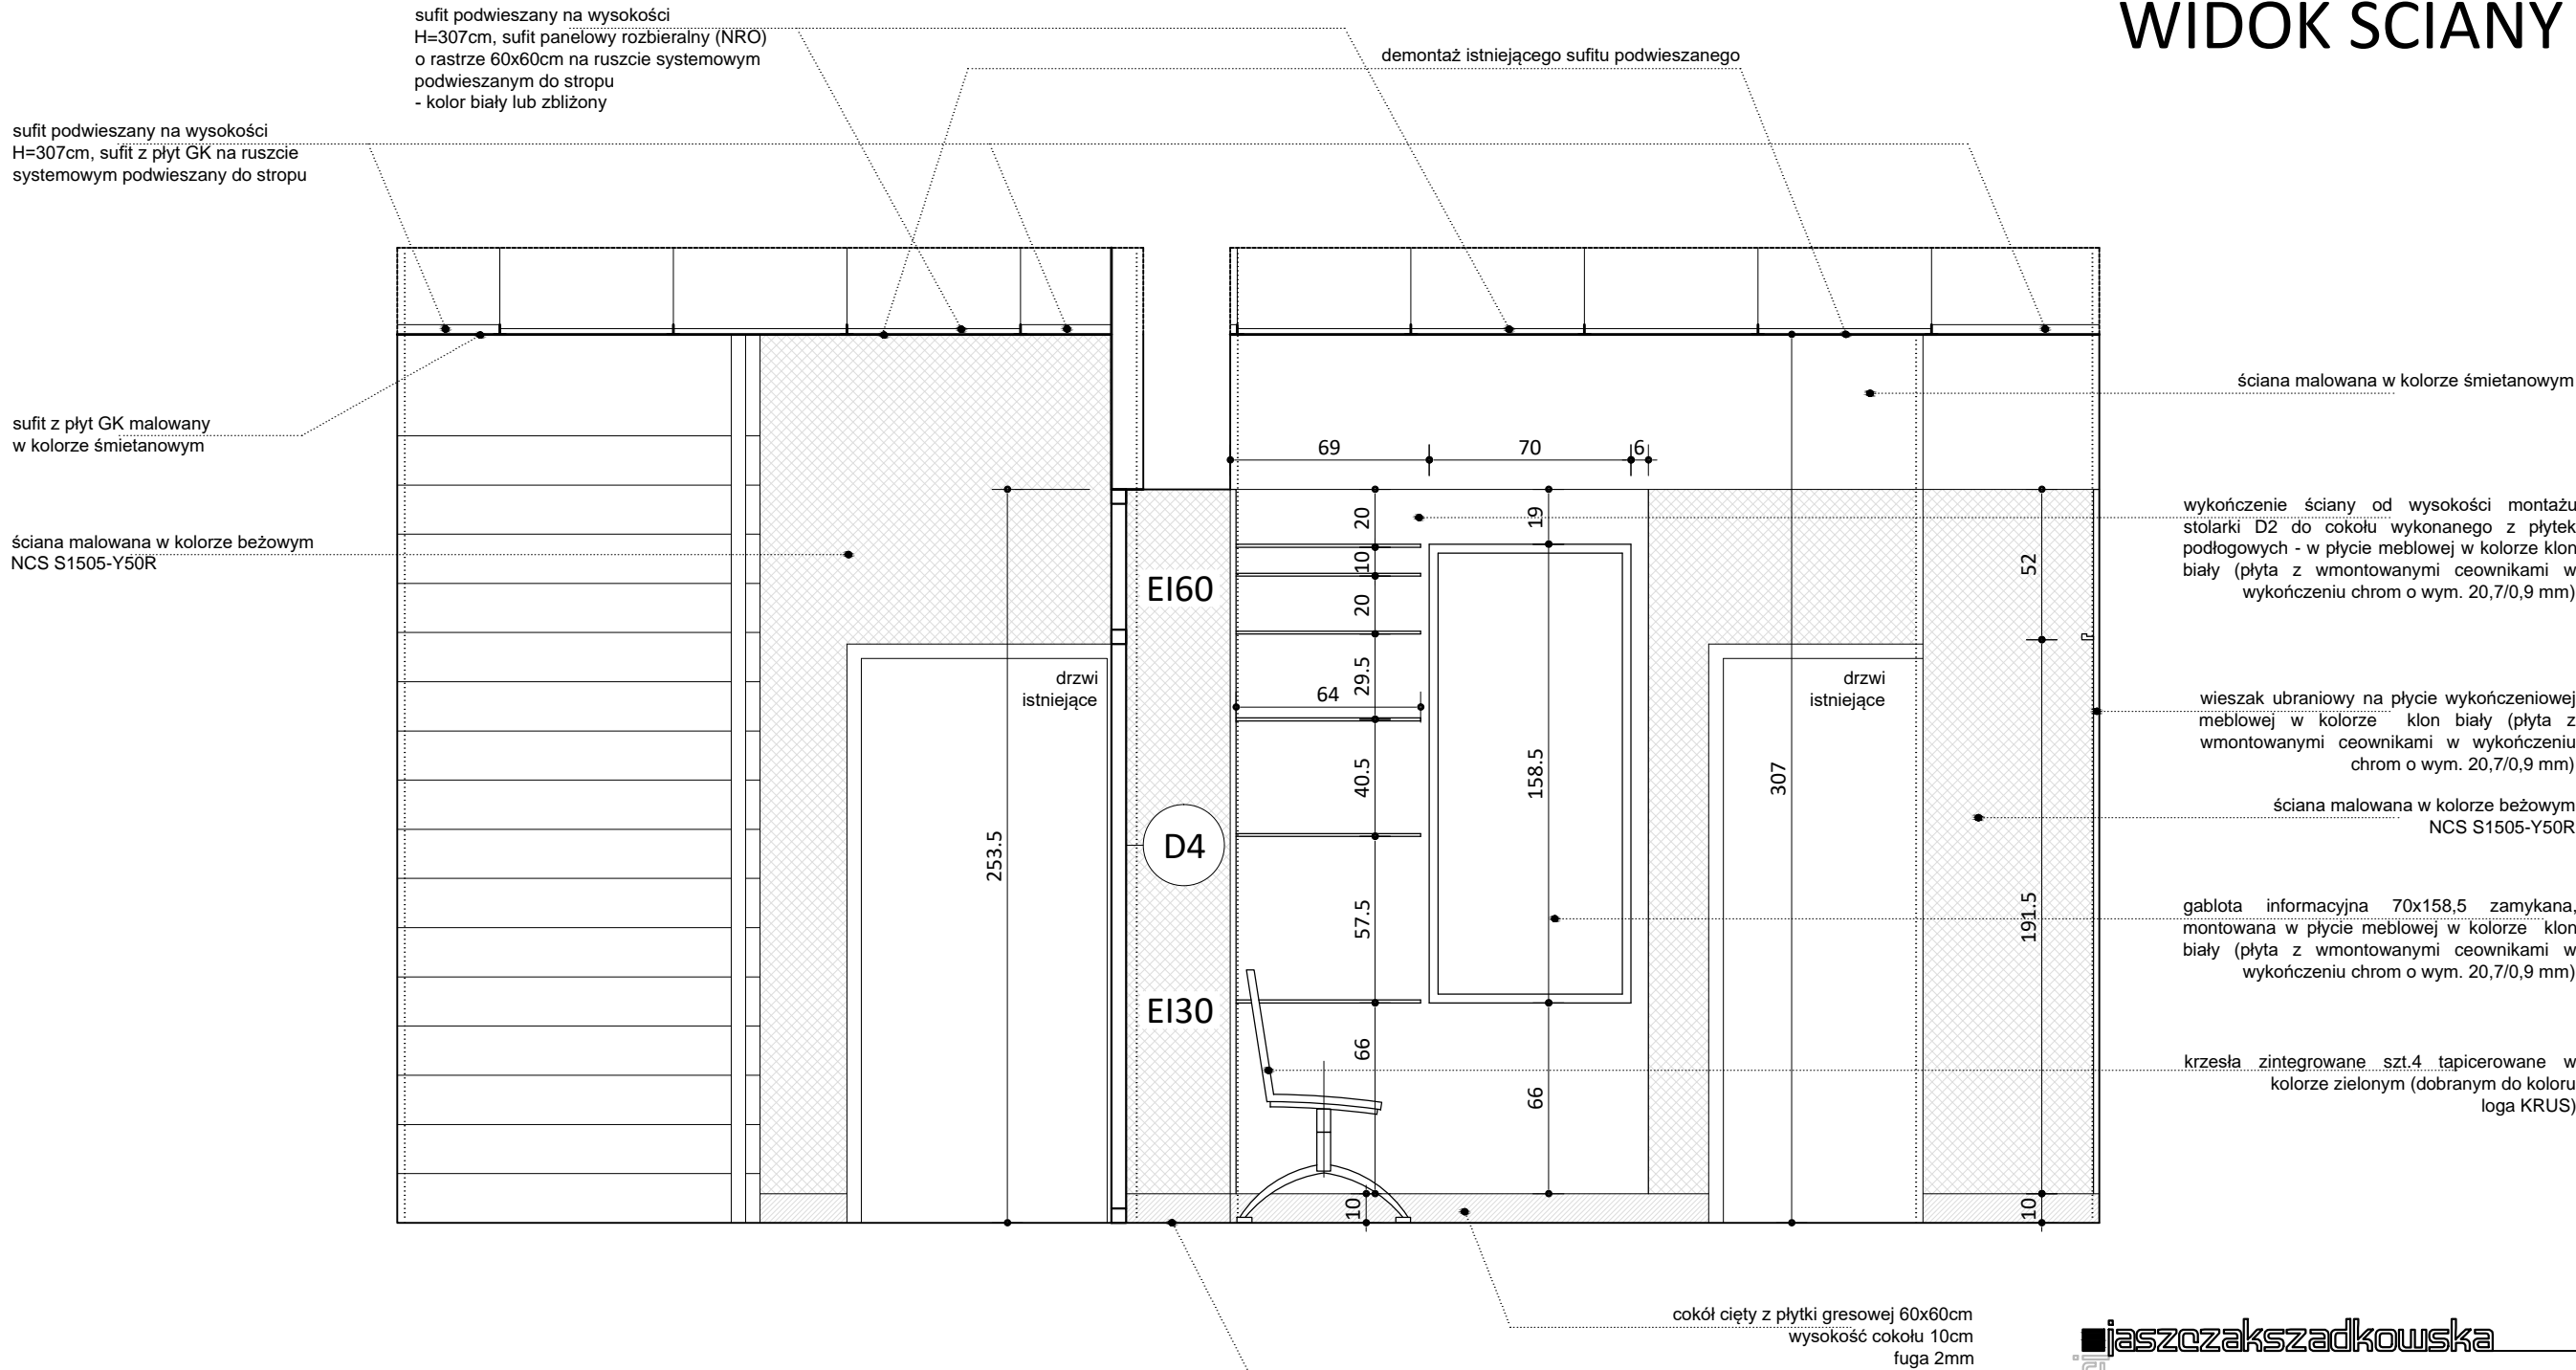 WIDOK ŚCIANY
sufit podwieszany na wysokości
H=307cm, sufit panelowy rozbieralny (NRO)
o rastrze 60x60cm na ruszcie systemowym
podwieszanym do stropu
- kolor biały lub zbliżony
demontaż istniejącego sufitu podwieszanego
sufit podwieszany na wysokości
H=307cm, sufit z płyt GK na ruszcie
systemowym podwieszany do stropu
sufit z płyt GK malowany
w kolorze śmietanowym
ściana malowana w kolorze beżowym
NCS S1505-Y50R
ściana malowana w kolorze śmietanowym
wykończenie ściany od wysokości montażu
stolarki D2 do cokołu wykonanego z płytek
podłogowych - w płycie meblowej w kolorze klon
biały (płyta z wmontowanymi ceownikami w
wykończeniu chrom o wym. 20,7/0,9 mm)
wieszak ubraniowy na płycie wykończeniowej
meblowej w kolorze klon biały (płyta z
wmontowanymi ceownikami w wykończeniu
chrom o wym. 20,7/0,9 mm)
ściana malowana w kolorze beżowym
NCS S1505-Y50R
gablota informacyjna 70x158,5 zamykana,
montowana w płycie meblowej w kolorze klon
biały (płyta z wmontowanymi ceownikami w
wykończeniu chrom o wym. 20,7/0,9 mm)
krzesła zintegrowane szt.4 tapicerowane w
kolorze zielonym (dobranym do koloru
loga KRUS)
69
70
6
20
10
20
29.5
64
40.5
57.5
66
10
19
158.5
66
307
52
191.5
10
253.5
EI60
D4
EI30
drzwi
istniejące
drzwi
istniejące
cokół cięty z płytki gresowej 60x60cm
wysokość cokołu 10cm
fuga 2mm
jaszczakszadkowska